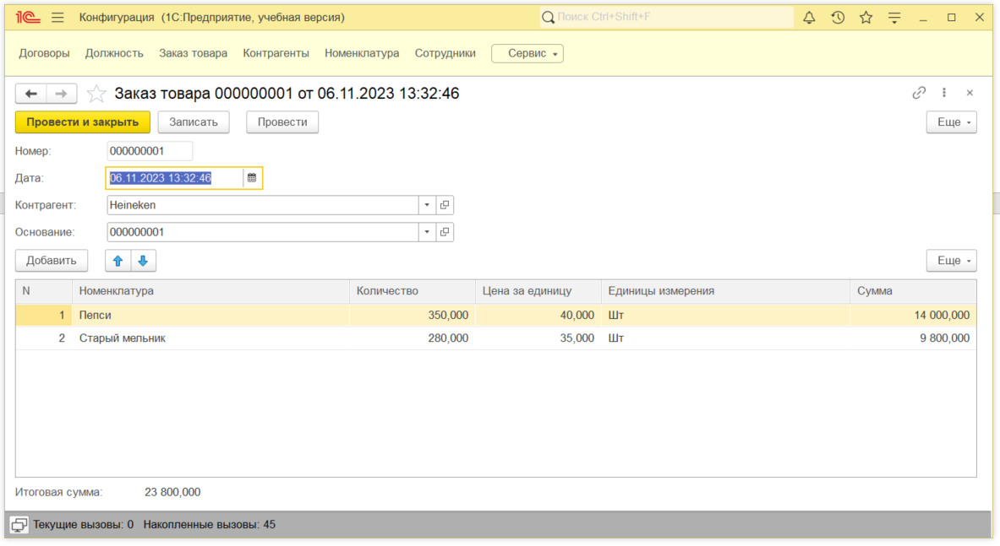 1С Конфигурация (1С:Предприятие, учебная версия) Поиск Ctrl+Shift+F
Договоры Должность Заказ товара Контрагенты Номенклатура Сотрудники Сервис
Заказ товара 000000001 от 06.11.2023 13:32:46
Провести и закрыть Записать Провести Еще
Номер: 000000001
Дата: 06.11.2023 13:32:46
Контрагент: Heineken
Основание: 000000001
Добавить Еще
N Номенклатура Количество Цена за единицу Единицы измерения Сумма
1 Пепси 350,000 40,000 Шт 14 000,000
2 Старый мельник 280,000 35,000 Шт 9 800,000
Итоговая сумма: 23 800,000
Текущие вызовы: 0 Накопленные вызовы: 45